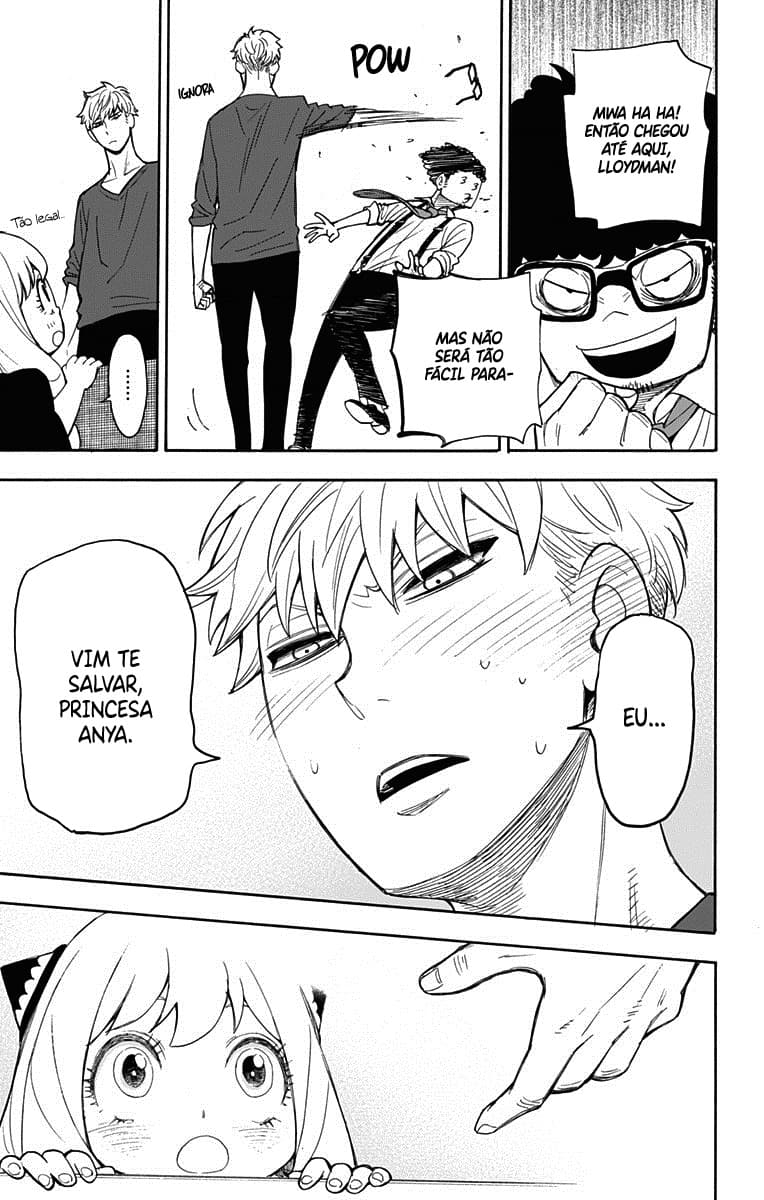 MWA HA HA!
ENTÃO CHEGOU
ATÉ AQUI,
LLOYDMAN!
MAS NÃO
SERÁ TÃO
FÁCIL PARA-
POW
IGNORA
Tão legal...
......
EU...
VIM TE
SALVAR,
PRINCESA
ANYA.